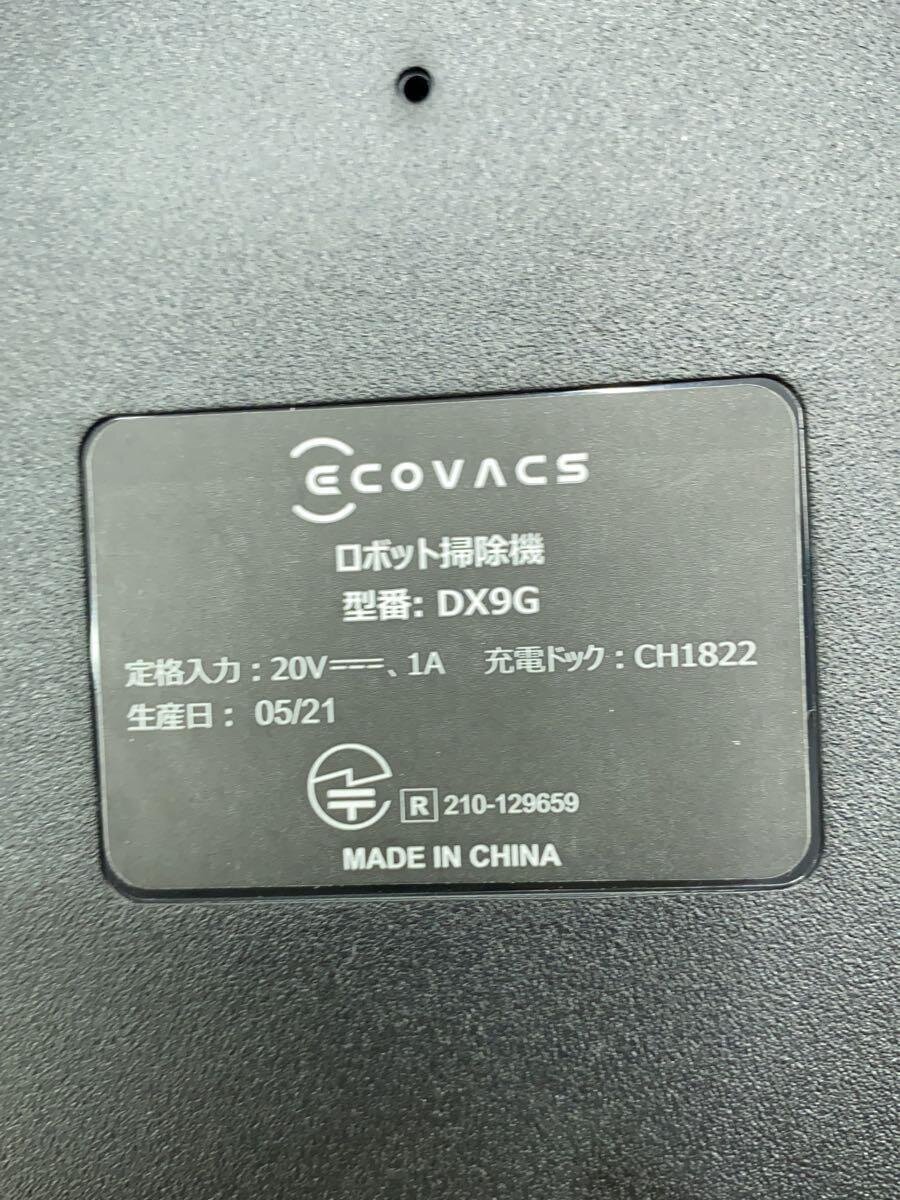 ECOVACS
ロボット掃除機
型番: DX9G
定格入力：20V⎓、1A 充電ドック：CH1822
生産日： 05/21
R 210-129659
MADE IN CHINA